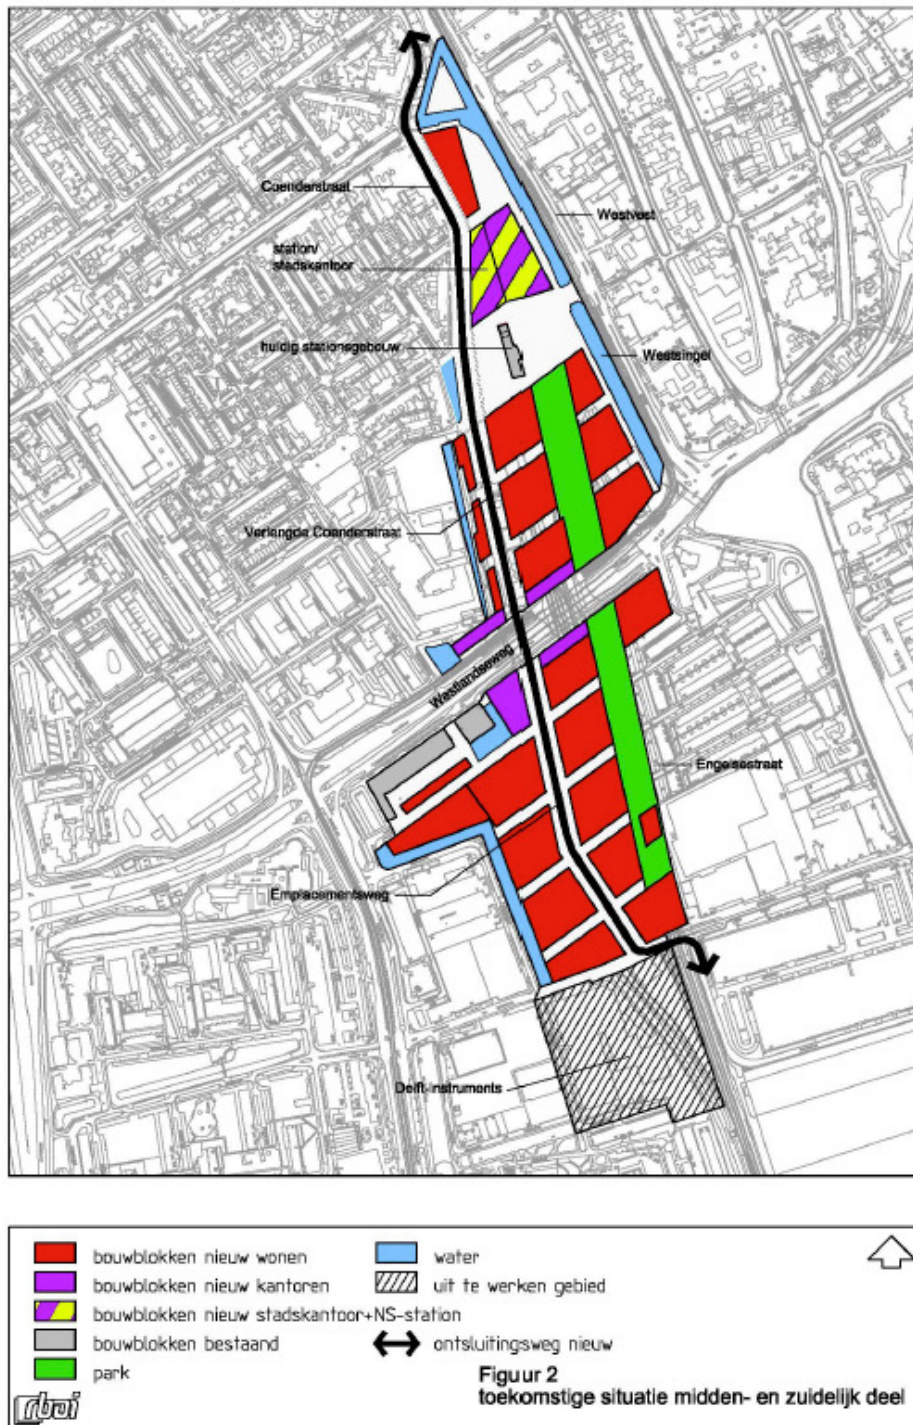 Coenderstraat
Westvest
station/
stadskantoor
huidig stationsgebouw
Westsingel
Verlengde Coenderstraat
Westlandseweg
Engelsestraat
Emplacementsweg
Delft-instruments
bouwblokken nieuw wonen
bouwblokken nieuw kantoren
bouwblokken nieuw stadskantoor+NS-station
bouwblokken bestaand
park
water
uit te werken gebied
ontsluitingsweg nieuw
Figuur 2
toekomstige situatie midden- en zuidelijk deel
rboi